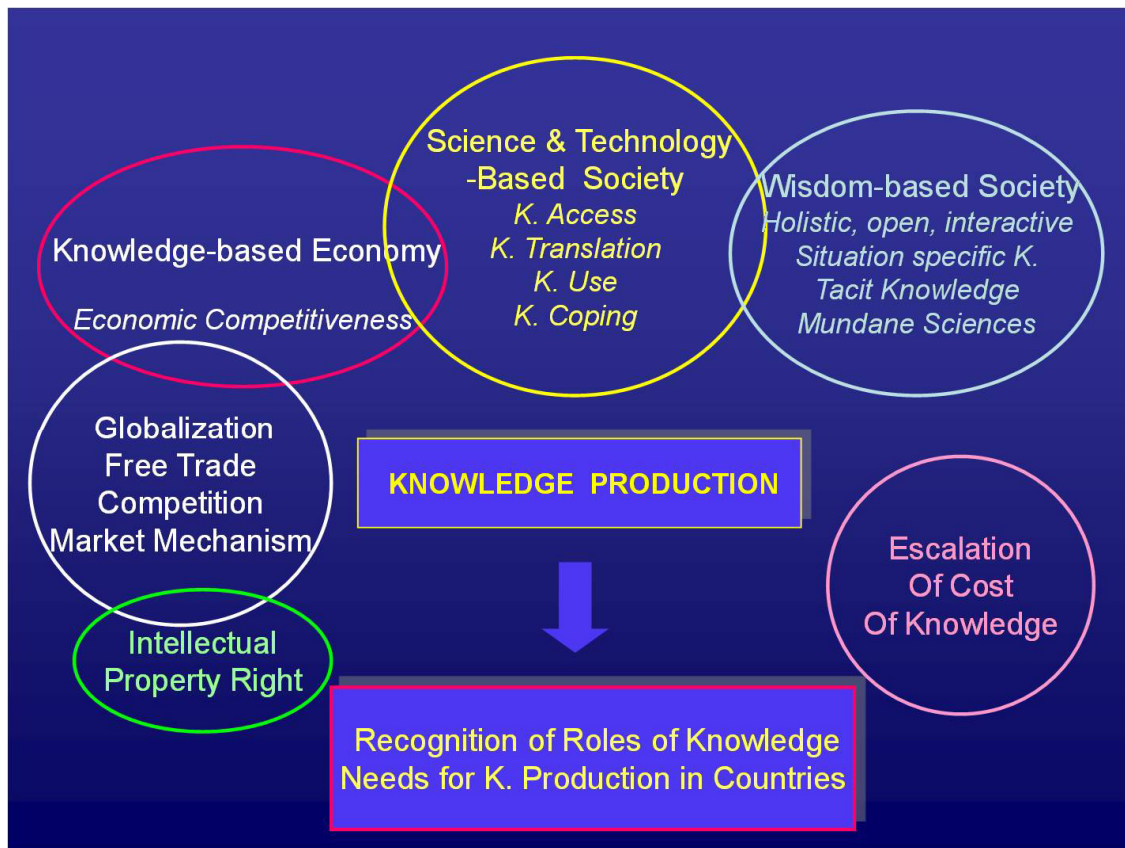 Science & Technology
-Based Society
K. Access
K. Translation
K. Use
K. Coping
Knowledge-based Economy
Economic Competitiveness
Wisdom-based Society
Holistic, open, interactive
Situation specific K.
Tacit Knowledge
Mundane Sciences
Globalization
Free Trade
Competition
Market Mechanism
KNOWLEDGE PRODUCTION
Escalation
Of Cost
Of Knowledge
Intellectual
Property Right
Recognition of Roles of Knowledge
Needs for K. Production in Countries